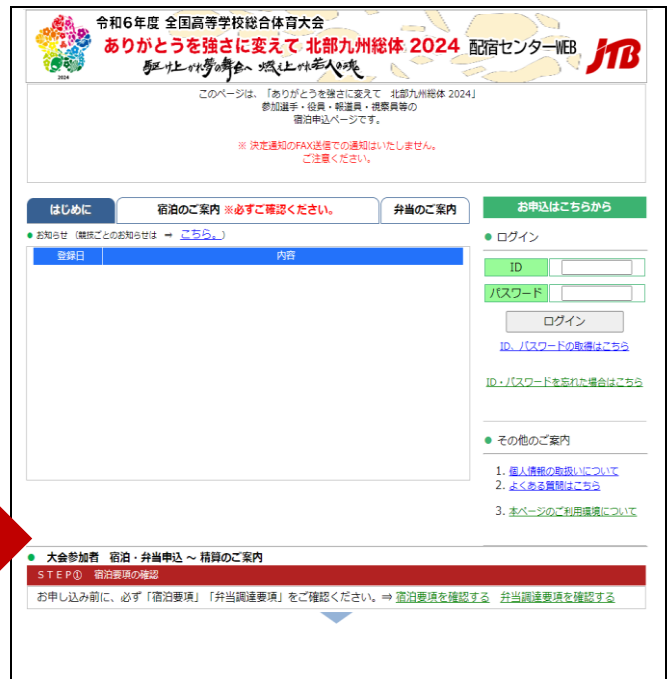 令和6年度 全国高等学校総合体育大会
ありがとうを強さに変えて 北部九州総体 2024 配宿センターWEB JTB
駆け上がれ夢の舞台へ 燃え上がれ若人の魂
2024
このページは、「ありがとうを強さに変えて 北部九州総体 2024」
参加選手・役員・報道員・視察員等の
宿泊申込ページです。
※ 決定通知のFAX送信での通知はいたしません。
ご注意ください。
はじめに 宿泊のご案内 ※必ずご確認ください。 弁当のご案内
● お知らせ (競技ごとのお知らせは ⇒ こちら。)
登録日 内容
お申込はこちらから
● ログイン
ID
パスワード
ログイン
ID、パスワードの取得はこちら
ID・パスワードを忘れた場合はこちら
● その他のご案内
1. 個人情報の取扱いについて
2. よくある質問はこちら
3. 本ページのご利用環境について
● 大会参加者 宿泊・弁当申込 ～ 精算のご案内
ＳＴＥＰ① 宿泊要項の確認
お申し込み前に、必ず「宿泊要項」「弁当調達要項」をご確認ください。⇒ 宿泊要項を確認する 弁当調達要項を確認する